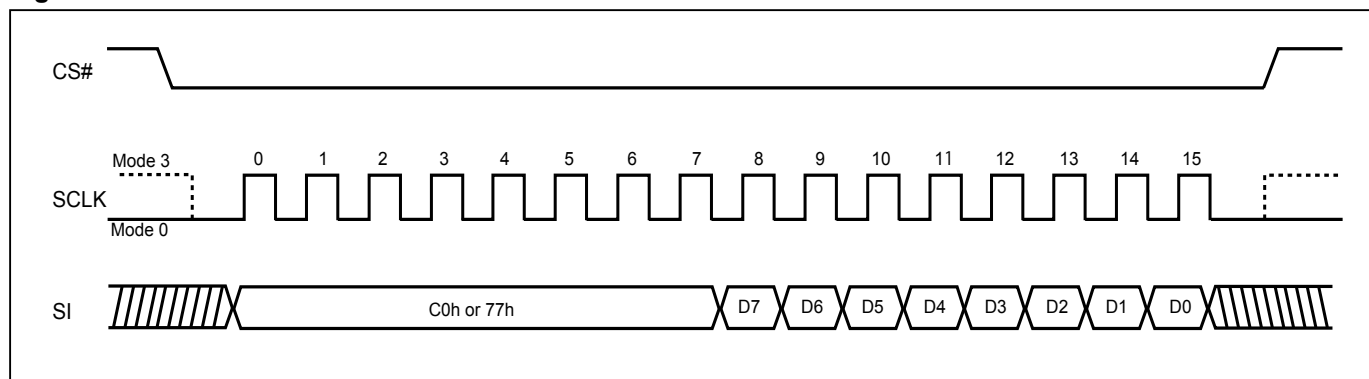 CS#
Mode 3
0 1 2 3 4 5 6 7 8 9 10 11 12 13 14 15
SCLK
Mode 0
SI
C0h or 77h D7 D6 D5 D4 D3 D2 D1 D0